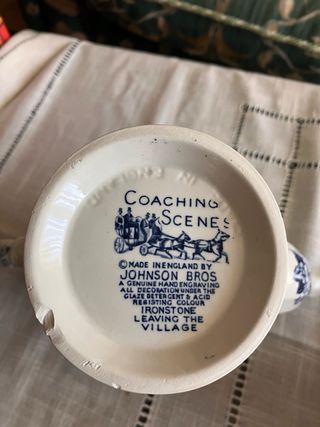 COACHING
SCENES
© MADE IN ENGLAND BY
JOHNSON BROS
A GENUINE HAND ENGRAVING
ALL DECORATION UNDER THE
GLAZE DETERGENT & ACID
RESISTING COLOUR
IRONSTONE
LEAVING THE
VILLAGE